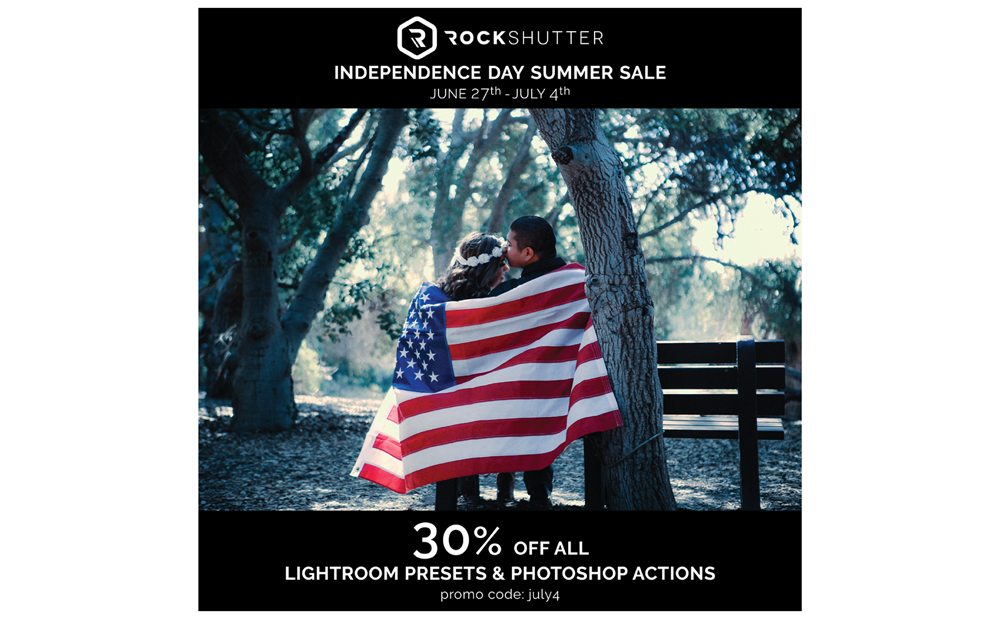 ROCKSHUTTER
INDEPENDENCE DAY SUMMER SALE
JUNE 27th - JULY 4th
30% OFF ALL
LIGHTROOM PRESETS & PHOTOSHOP ACTIONS
promo code: july4